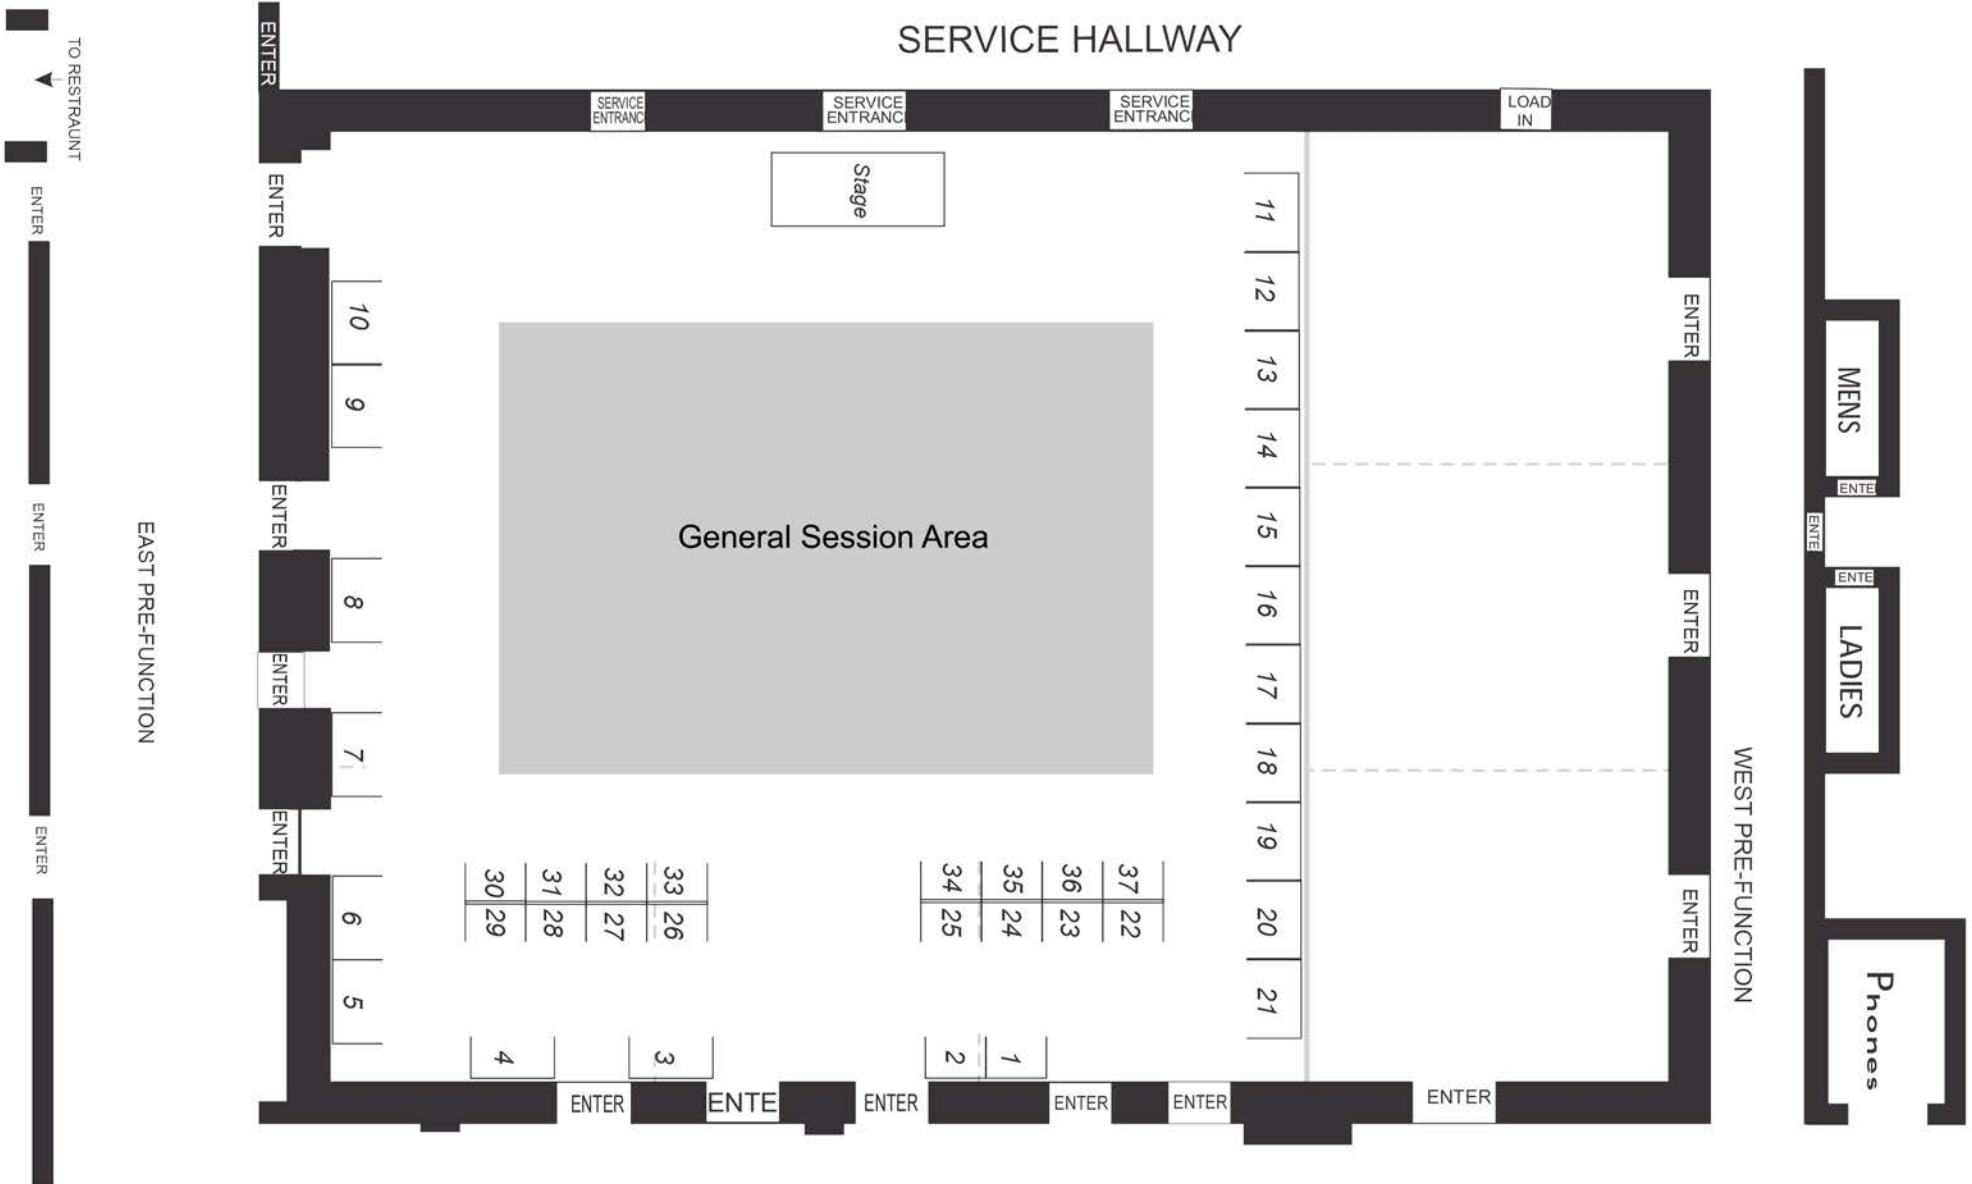 SERVICE HALLWAY
ENTER
TO RESTRAUNT
SERVICE
ENTRANC
SERVICE
ENTRANC
SERVICE
ENTRANC
LOAD
IN
ENTER
ENTER
Stage
11
12
13
14
15
16
17
18
19
20
21
10
9
8
7
6
5
General Session Area
ENTER
ENTER
ENTER
ENTER
ENTER
EAST PRE-FUNCTION
ENTER
ENTER
ENTER
WEST PRE-FUNCTION
MENS
ENTE
ENTE
ENTE
LADIES
Phones
30 31 32 33
29 28 27 26
34 35 36 37
25 24 23 22
4
3
2
1
ENTER
ENTE
ENTER
ENTER
ENTER
ENTER